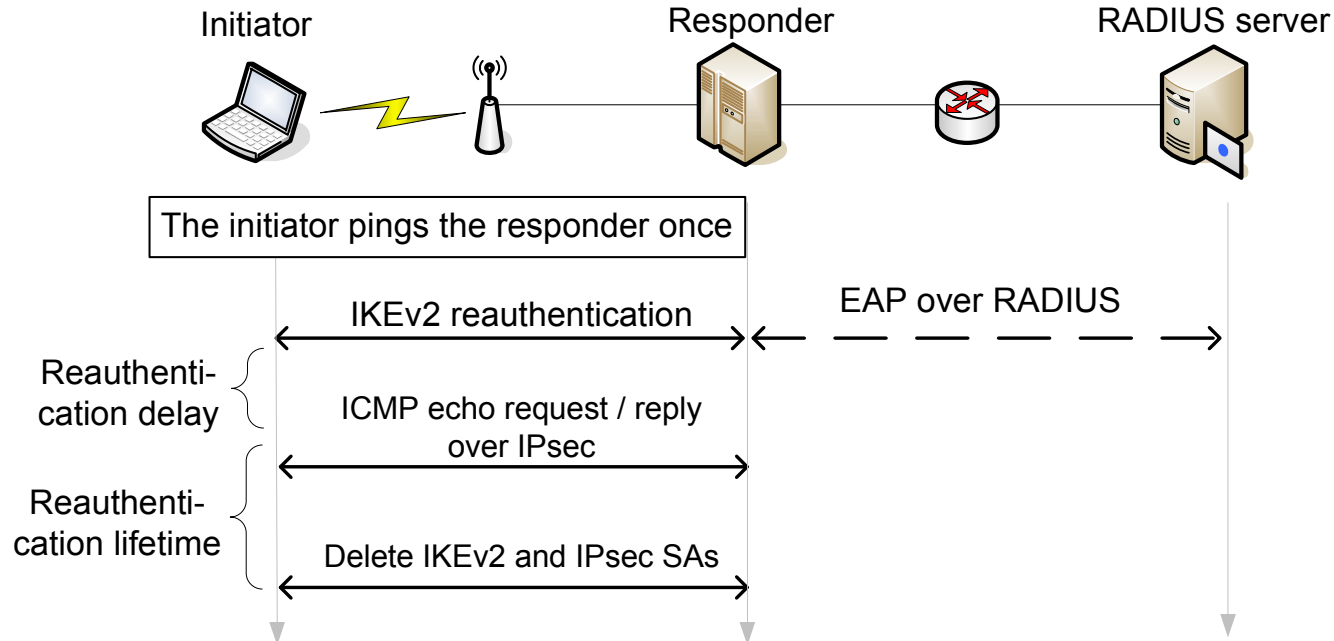 Initiator
Responder
RADIUS server
The initiator pings the responder once
IKEv2 reauthentication
EAP over RADIUS
Reauthenti-
cation delay
ICMP echo request / reply
over IPsec
Reauthenti-
cation lifetime
Delete IKEv2 and IPsec SAs